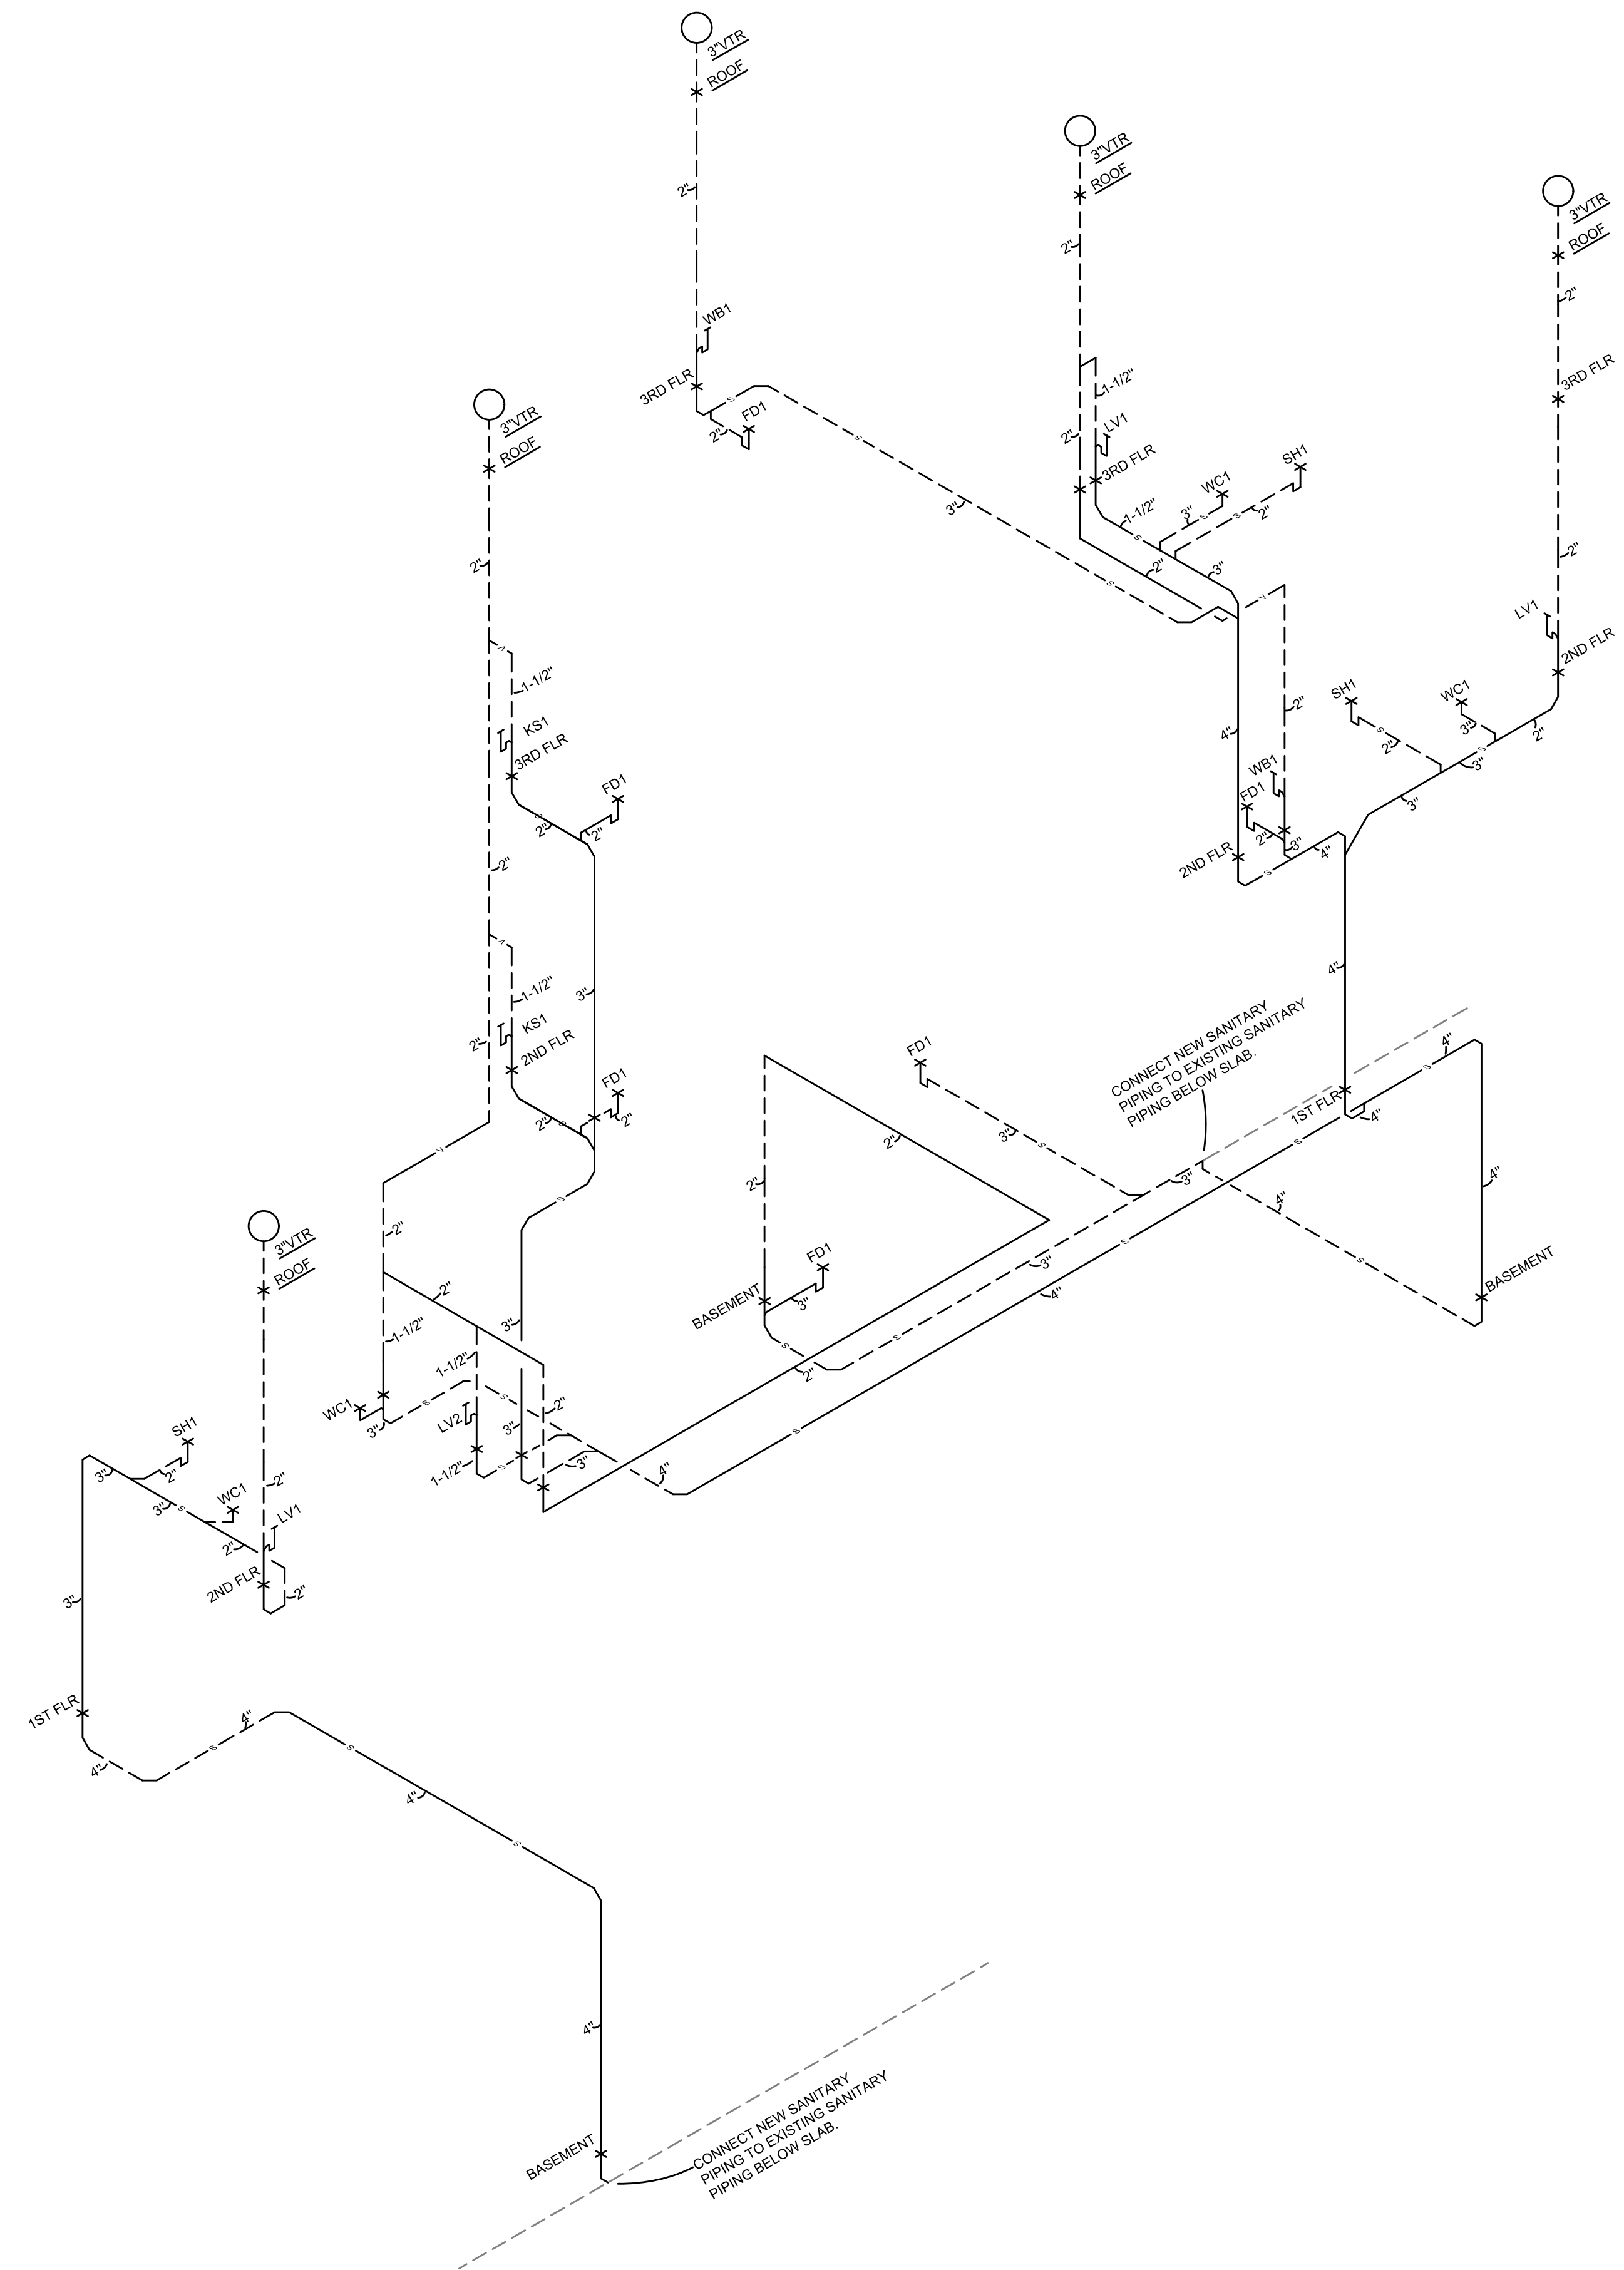 3"VTR
ROOF
2"
WB1
3RD FLR
FD1
2"
S
S
3"
S
3"VTR
ROOF
2"
1-1/2"
2"
LV1
3RD FLR
WC1
SH1
1-1/2"
3"
S
S
S
2"
2"
3"
V
2"
4"
WB1
FD1
2"
3"
4"
2ND FLR
S
3"VTR
ROOF
2"
3RD FLR
2"
LV1
2ND FLR
SH1
WC1
S
2"
3"
S
2"
3"
3"
4"
1ST FLR
4"
3"VTR
ROOF
2"
V
1-1/2"
KS1
3RD FLR
FD1
S
2"
2"
2"
V
1-1/2"
3"
KS1
2"
2ND FLR
FD1
2"
S
2"
V
S
2"
2"
1-1/2"
3"
1-1/2"
WC1
3"
S
S
LV2
2"
3"
1-1/2"
S
3"
4"
2"
2"
FD1
BASEMENT
3"
S
2"
S
FD1
3"
S
CONNECT NEW SANITARY
PIPING TO EXISTING SANITARY
PIPING BELOW SLAB.
3"
3"
4"
S
S
S
S
4"
4"
4"
S
BASEMENT
3"VTR
ROOF
2"
SH1
3"
2"
3"
S
WC1
LV1
2"
2ND FLR
2"
3"
1ST FLR
4"
S
4"
S
4"
S
4"
BASEMENT
CONNECT NEW SANITARY
PIPING TO EXISTING SANITARY
PIPING BELOW SLAB.